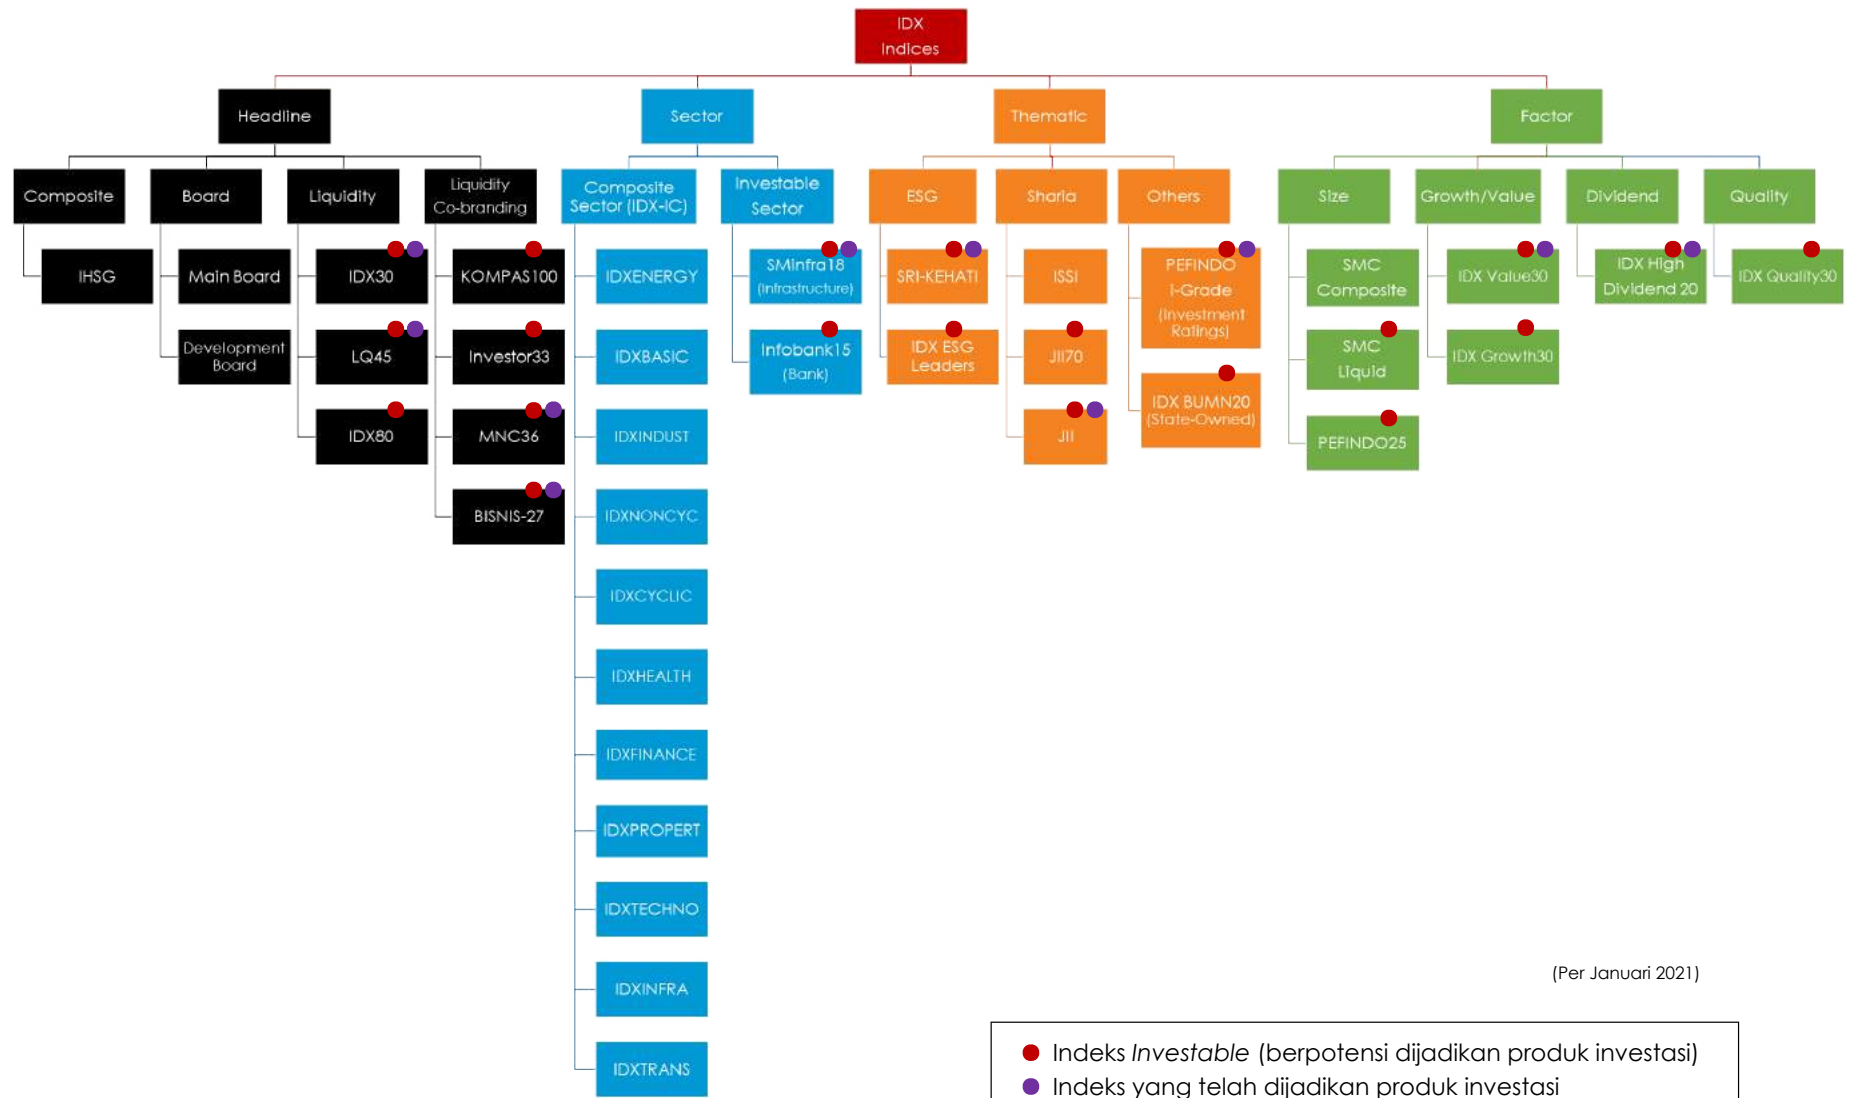 IDX
Indices
Headline
Sector
Thematic
Factor
Composite
Board
Liquidity
Liquidity
Co-branding
Composite
Sector (IDX-IC)
Investable
Sector
ESG
Sharia
Others
Size
Growth/Value
Dividend
Quality
IHSG
Main Board
Development
Board
IDX30
LQ45
IDX80
KOMPAS100
Investor33
MNC36
BISNIS-27
IDXENERGY
IDXBASIC
IDXINDUST
IDXNONCYC
IDXCYCLIC
IDXHEALTH
IDXFINANCE
IDXPROPERT
IDXTECHNO
IDXINFRA
IDXTRANS
SMinfra18
(Infrastructure)
Infobank15
(Bank)
SRI-KEHATI
IDX ESG
Leaders
ISSI
JII70
JII
PEFINDO
i-Grade
(Investment
Ratings)
IDX BUMN20
(State-Owned)
SMC
Composite
SMC
Liquid
PEFINDO25
IDX Value30
IDX Growth30
IDX High
Dividend 20
IDX Quality30
(Per Januari 2021)
Indeks Investable (berpotensi dijadikan produk investasi)
Indeks yang telah dijadikan produk investasi